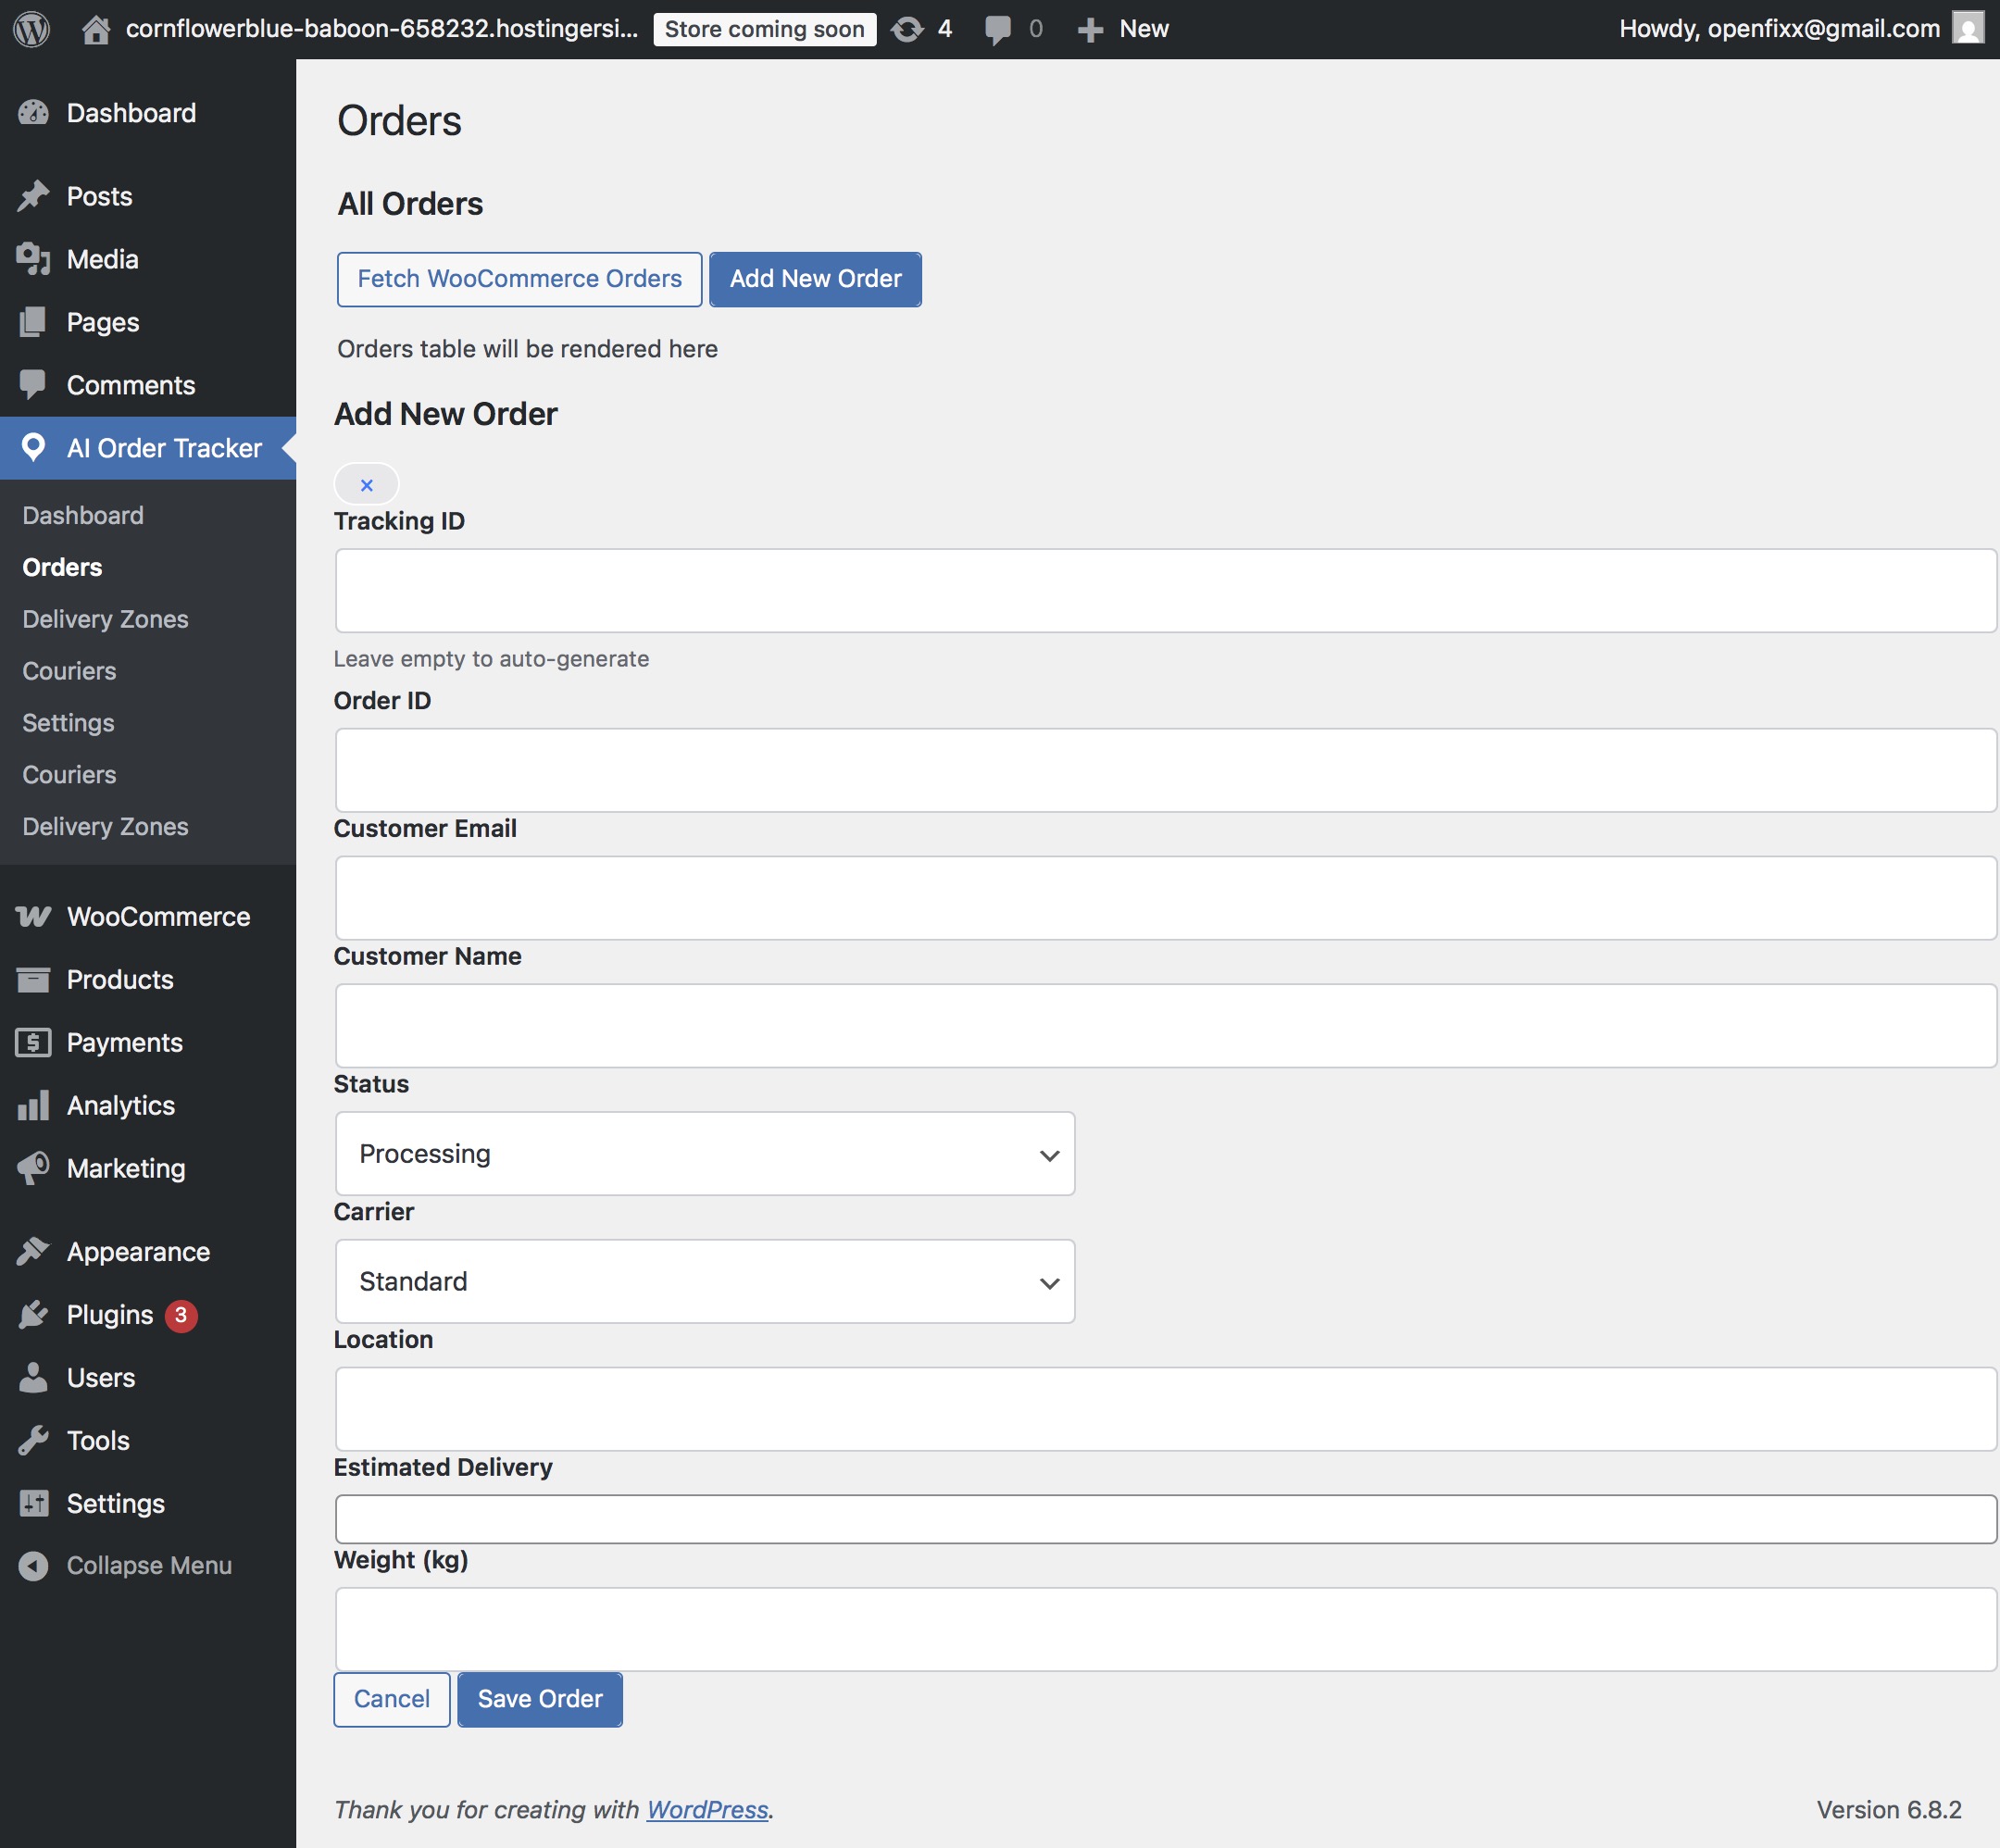 cornflowerblue-baboon-658232.hostingersi... Store coming soon 4 0 New Howdy, openfixx@gmail.com
Dashboard
Posts
Media
Pages
Comments
AI Order Tracker
Dashboard
Orders
Delivery Zones
Couriers
Settings
Couriers
Delivery Zones
WooCommerce
Products
Payments
Analytics
Marketing
Appearance
Plugins 3
Users
Tools
Settings
Collapse Menu
Orders
All Orders
Fetch WooCommerce Orders Add New Order
Orders table will be rendered here
Add New Order
×
Tracking ID
Leave empty to auto-generate
Order ID
Customer Email
Customer Name
Status
Processing
Carrier
Standard
Location
Estimated Delivery
Weight (kg)
Cancel Save Order
Thank you for creating with WordPress. Version 6.8.2